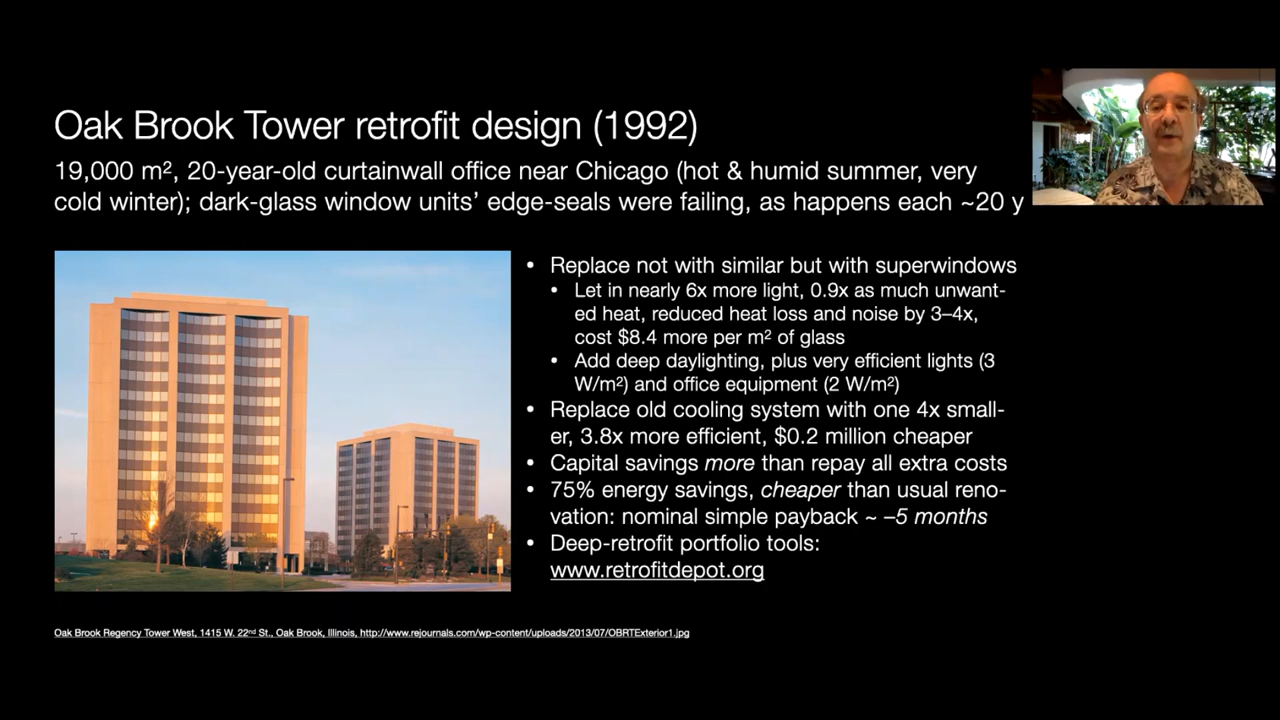 Oak Brook Tower retrofit design (1992)
19,000 m², 20-year-old curtainwall office near Chicago (hot & humid summer, very
cold winter); dark-glass window units’ edge-seals were failing, as happens each ~20 y
• Replace not with similar but with superwindows
• Let in nearly 6x more light, 0.9x as much unwant-
ed heat, reduced heat loss and noise by 3–4x,
cost $8.4 more per m² of glass
• Add deep daylighting, plus very efficient lights (3
W/m²) and office equipment (2 W/m²)
• Replace old cooling system with one 4x small-
er, 3.8x more efficient, $0.2 million cheaper
• Capital savings more than repay all extra costs
• 75% energy savings, cheaper than usual reno-
vation: nominal simple payback ~ –5 months
• Deep-retrofit portfolio tools:
www.retrofitdepot.org
Oak Brook Regency Tower West, 1415 W. 22nd St., Oak Brook, Illinois, http://www.rejournals.com/wp-content/uploads/2013/07/OBRTExterior1.jpg